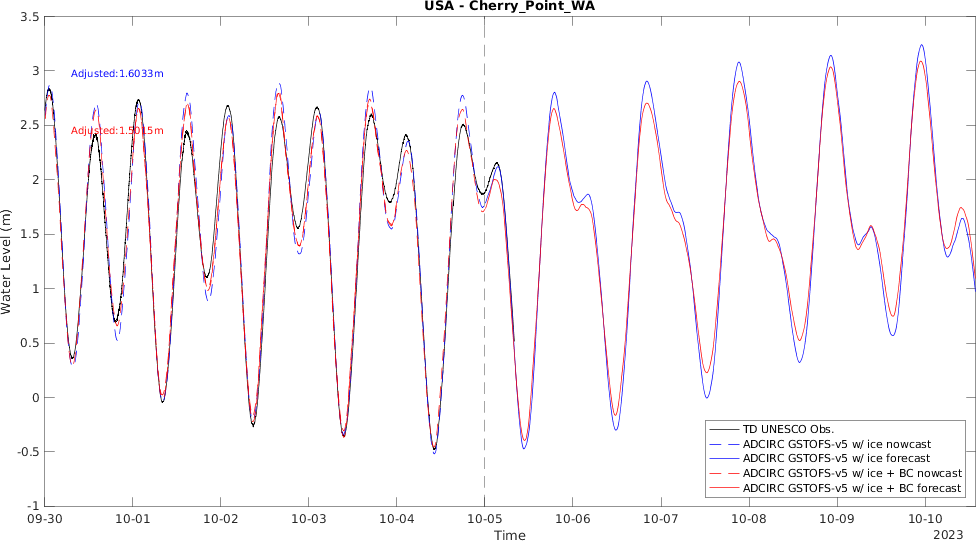 USA - Cherry_Point_WA
3.5
3
2.5
2
1.5
1
0.5
0
-0.5
-1
Water Level (m)
Adjusted:1.6033m
TD UNESCO Obs.
ADCIRC GSTOFS-v5 w/ ice nowcast
ADCIRC GSTOFS-v5 w/ ice forecast
ADCIRC GSTOFS-v5 w/ ice + BC nowcast
ADCIRC GSTOFS-v5 w/ ice + BC forecast
09-30 10-01 10-02 10-03 10-04 10-05 10-06 10-07 10-08 10-09 10-10
Time
2023